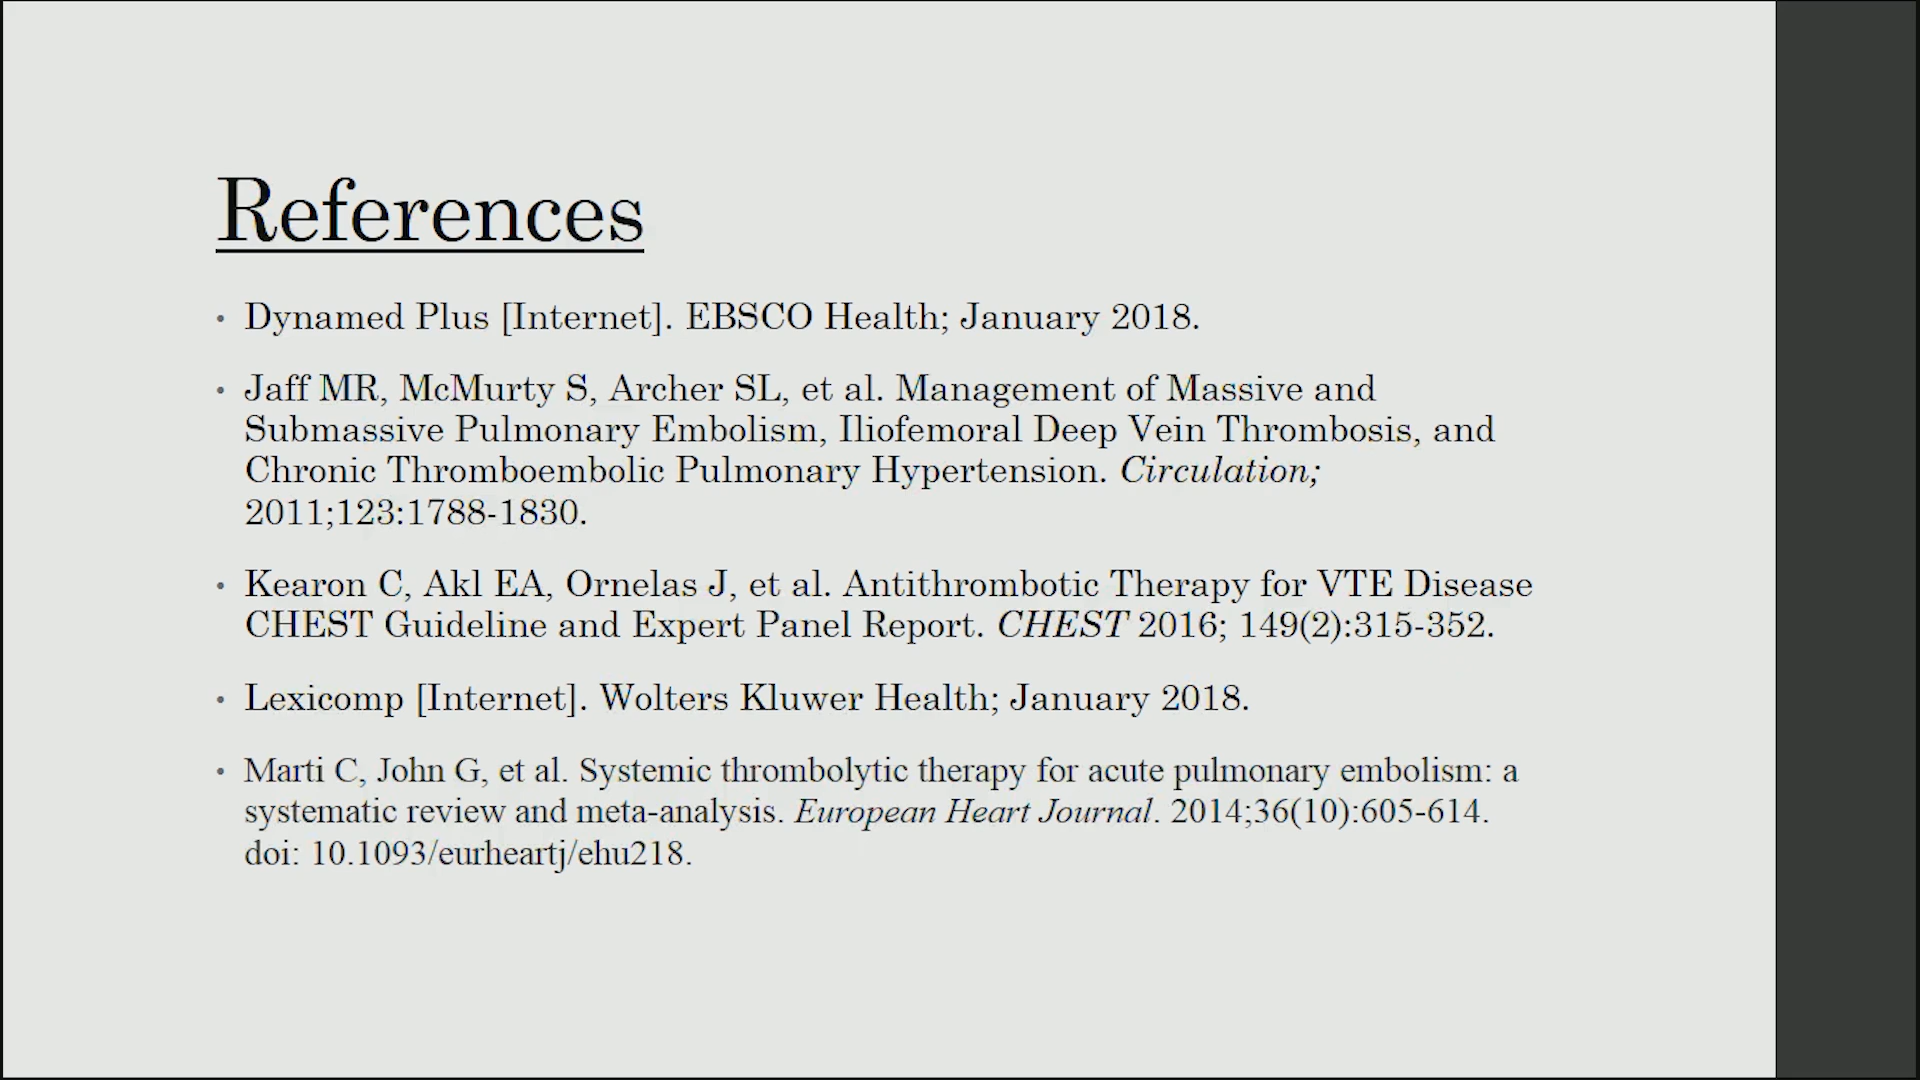 References
• Dynamed Plus [Internet]. EBSCO Health; January 2018.
• Jaff MR, McMurty S, Archer SL, et al. Management of Massive and
Submassive Pulmonary Embolism, Iliofemoral Deep Vein Thrombosis, and
Chronic Thromboembolic Pulmonary Hypertension. Circulation;
2011;123:1788-1830.
• Kearon C, Akl EA, Ornelas J, et al. Antithrombotic Therapy for VTE Disease
CHEST Guideline and Expert Panel Report. CHEST 2016; 149(2):315-352.
• Lexicomp [Internet]. Wolters Kluwer Health; January 2018.
• Marti C, John G, et al. Systemic thrombolytic therapy for acute pulmonary embolism: a
systematic review and meta-analysis. European Heart Journal. 2014;36(10):605-614.
doi: 10.1093/eurheartj/ehu218.